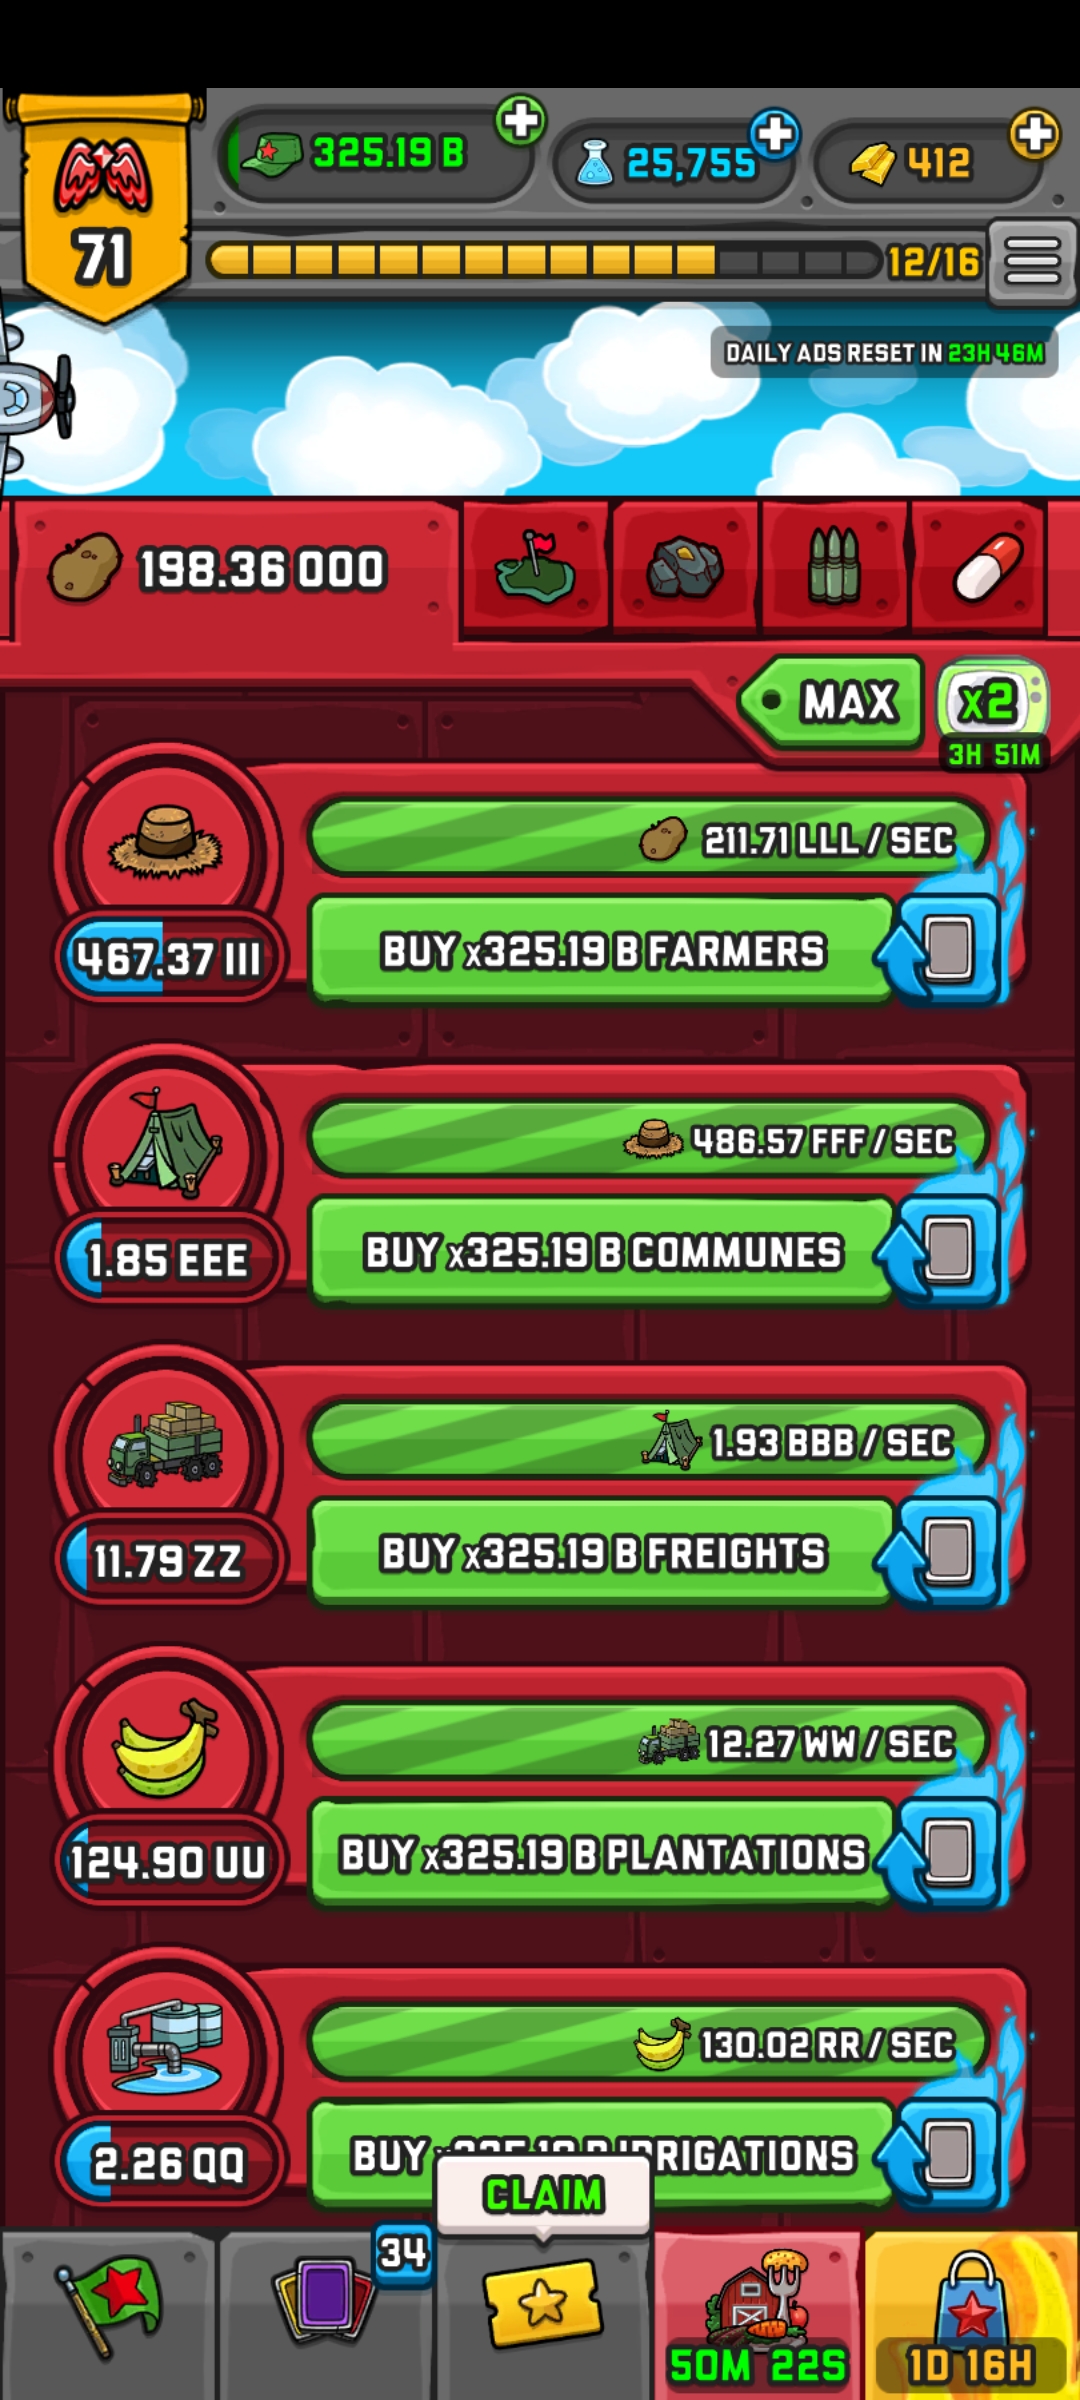 325.19 B
25,755
412
71
12/16
DAILY ADS RESET IN 23H 46M
198.36 OOO
MAX
x2
3H 51M
211.71 LLL / SEC
467.37 III
BUY x325.19 B FARMERS
486.57 FFF / SEC
1.85 EEE
BUY x325.19 B COMMUNES
1.93 BBB / SEC
11.79 ZZ
BUY x325.19 B FREIGHTS
12.27 WW / SEC
124.90 UU
BUY x325.19 B PLANTATIONS
130.02 RR / SEC
2.26 QQ
BUY x325.19 B IRRIGATIONS
CLAIM
34
50M 22S
1D 16H